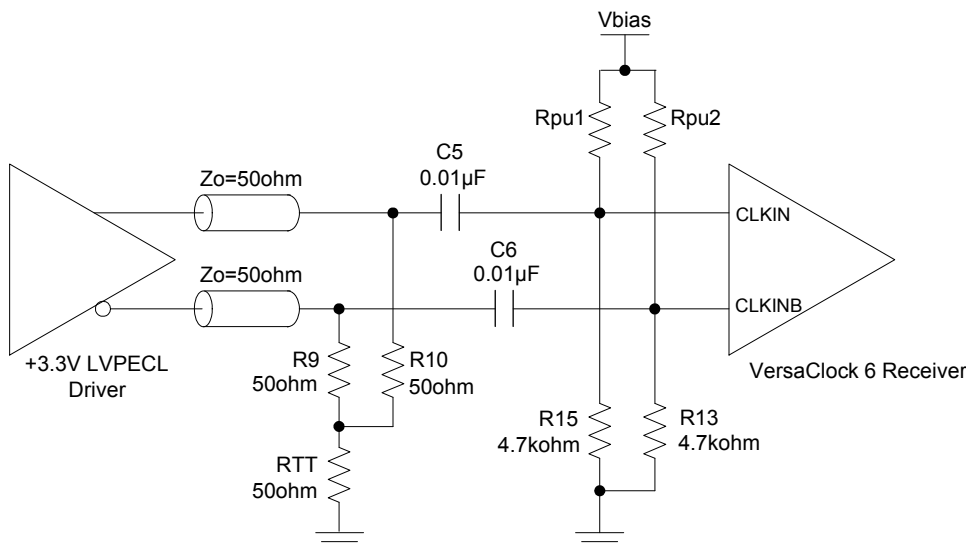 Vbias
Rpu1
Rpu2
C5
0.01µF
Zo=50ohm
CLKIN
C6
0.01µF
Zo=50ohm
CLKINB
+3.3V LVPECL
Driver
R9
50ohm
R10
50ohm
VersaClock 6 Receiver
R15
4.7kohm
R13
4.7kohm
RTT
50ohm